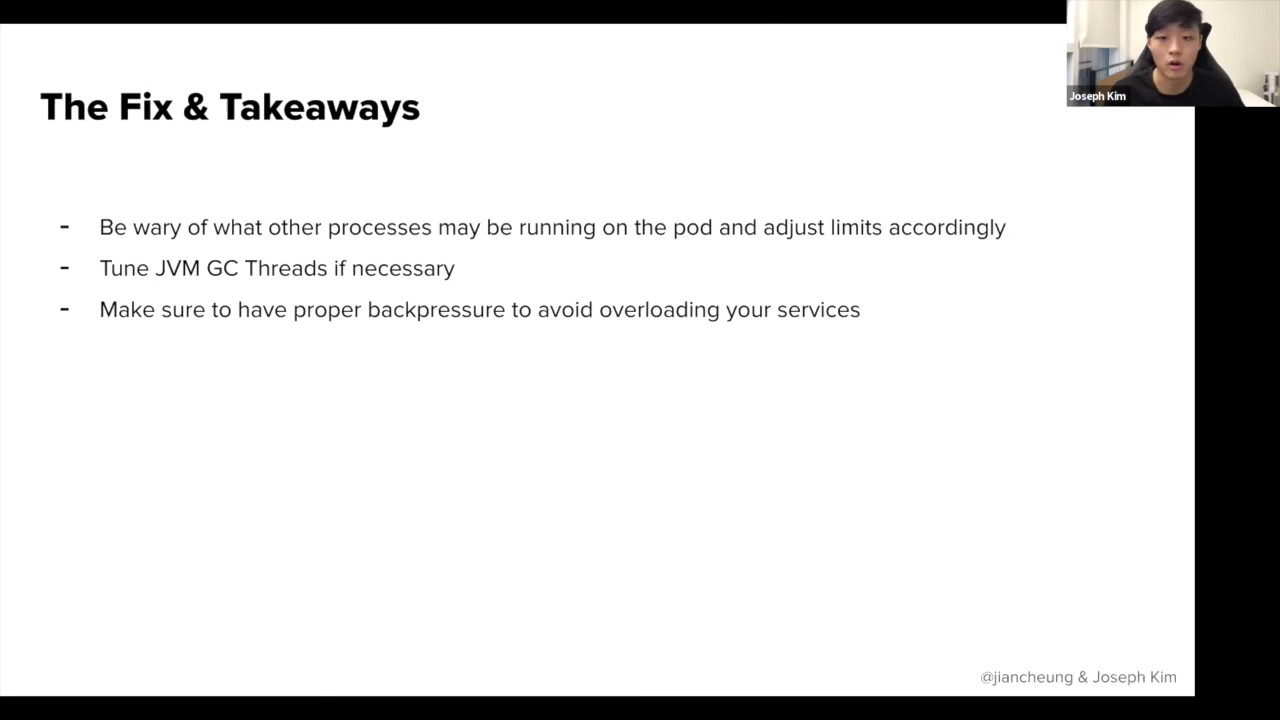 Joseph Kim
The Fix & Takeaways
- Be wary of what other processes may be running on the pod and adjust limits accordingly
- Tune JVM GC Threads if necessary
- Make sure to have proper backpressure to avoid overloading your services
@jiancheung & Joseph Kim